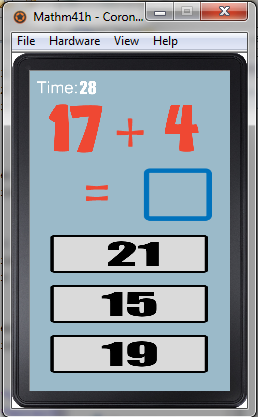 Mathm41h - Coron...
File Hardware View Help
Time:28
17 + 4
=
21
15
19